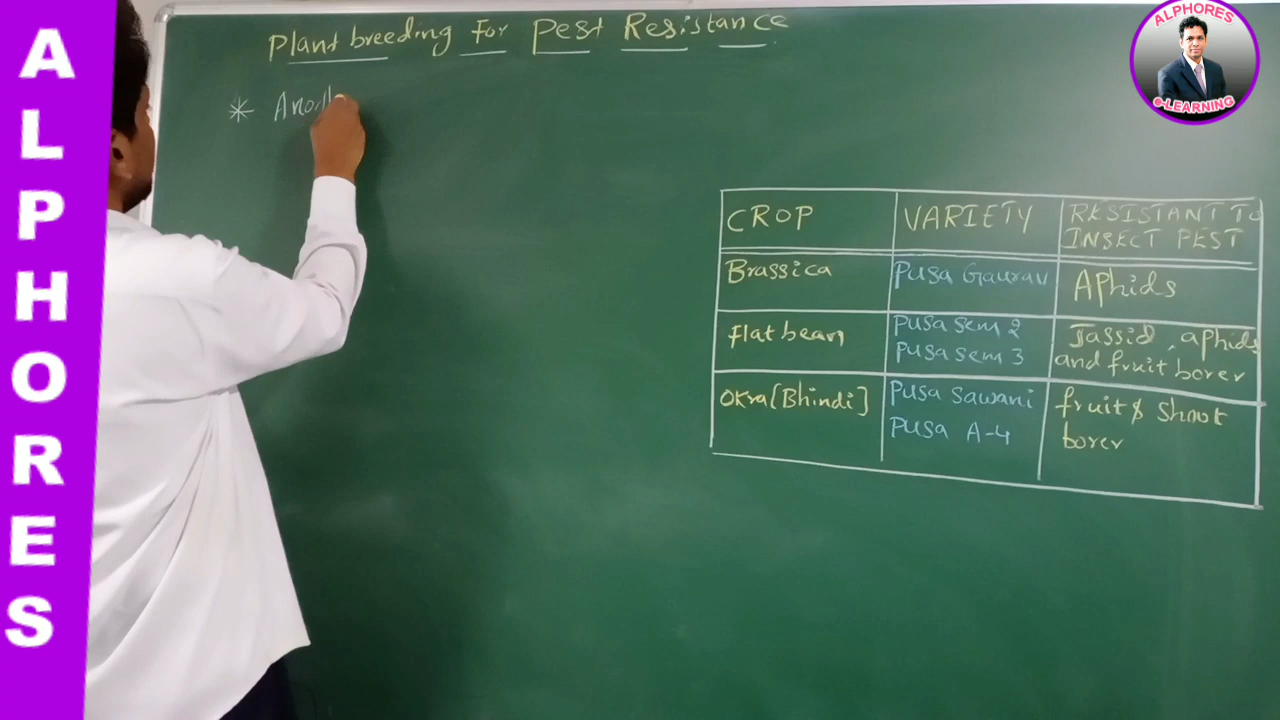 ALPHORES
Plant breeding for Pest Resistance
ALPHORES
e-LEARNING
CROP VARIETY RESISTANT TO
INSECT PEST
Brassica Pusa Gaurav Aphids
flat bean Pusa sem 2
Pusa sem 3 Jassid, aphids
and fruit borer
Okra [Bhindi] Pusa Sawani
Pusa A-4 fruit & Shoot
borer